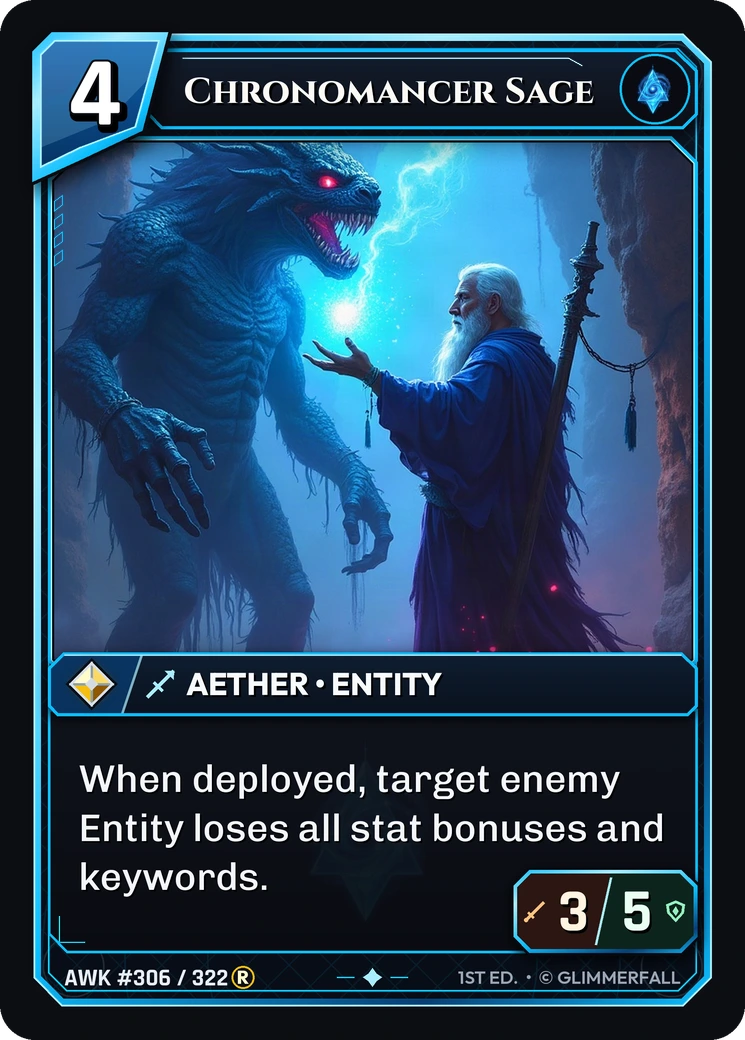 4
CHRONOMANCER SAGE
AETHER • ENTITY
When deployed, target enemy
Entity loses all stat bonuses and
keywords.
3 / 5
AWK #306 / 322 R
1ST ED. • © GLIMMERFALL